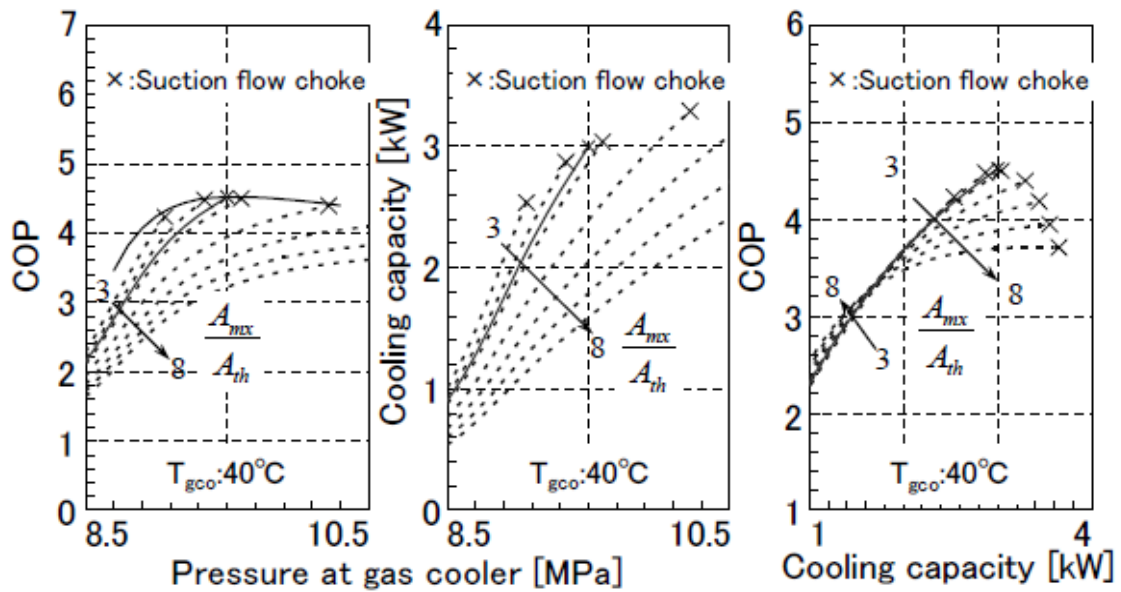 7
6
5
4
3
2
1
0
COP
×:Suction flow choke
3
8
A_mx
A_th
T_gco:40°C
8.5
10.5
4
3
2
1
0
Cooling capacity [kW]
×:Suction flow choke
3
8
A_mx
A_th
T_gco:40°C
8.5
10.5
Pressure at gas cooler [MPa]
6
5
4
3
2
1
COP
×:Suction flow choke
3
8
8
3
A_mx
A_th
T_gco:40°C
1
4
Cooling capacity [kW]